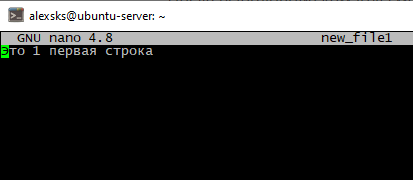 alexsks@ubuntu-server: ~
GNU nano 4.8 new_file1
это 1 первая строка